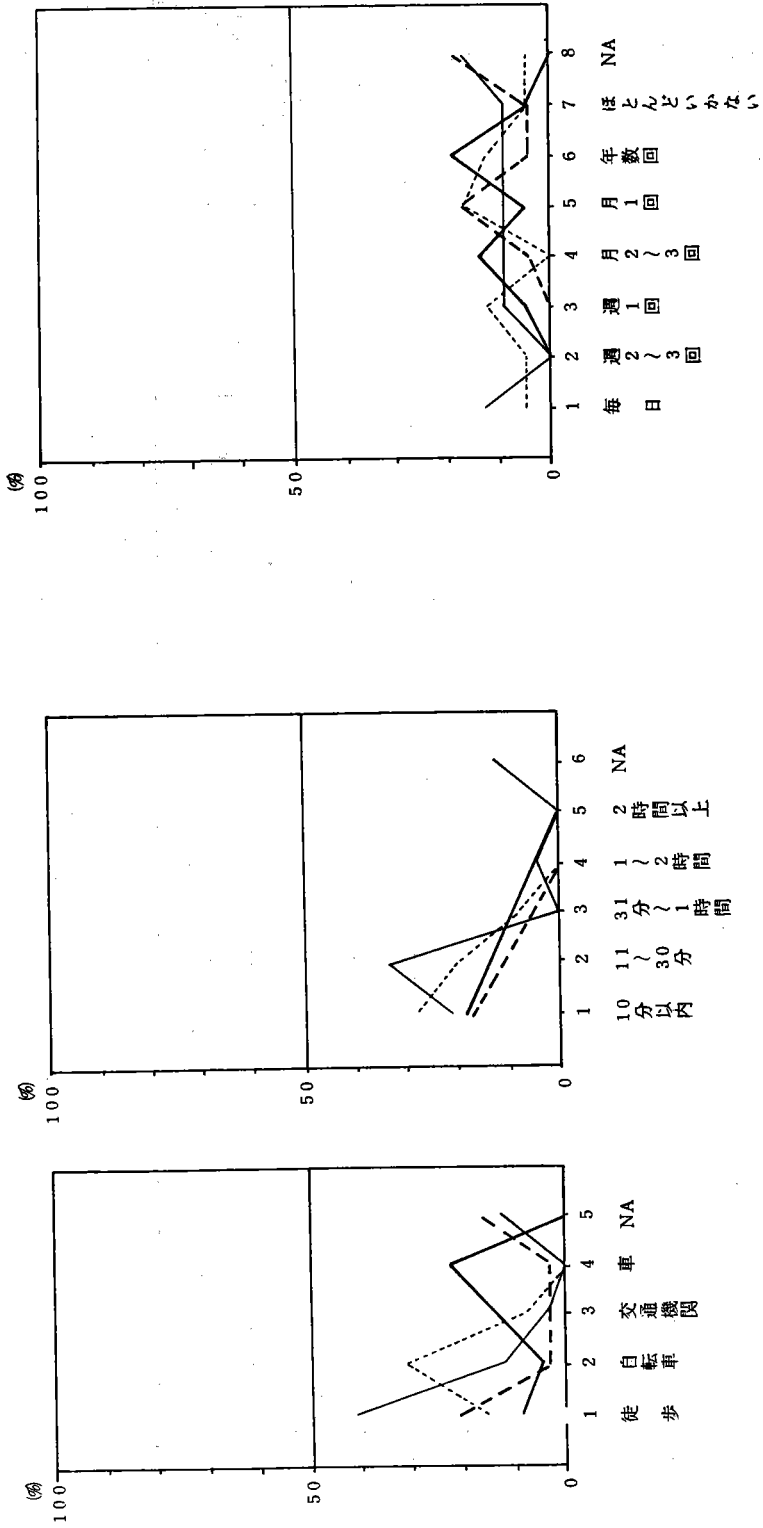 (%)
100
50
0
1 2 3 4 5
徒歩
自転車
交通機関
車
NA
(%)
100
50
0
1 2 3 4 5 6
10分以内
11~30分
31分~1時間
1~2時間
2時間以上
NA
(%)
100
50
0
1 2 3 4 5 6 7 8
毎日
週2~3回
週1回
月2~3回
月1回
年数回
ほとんどいかない
NA